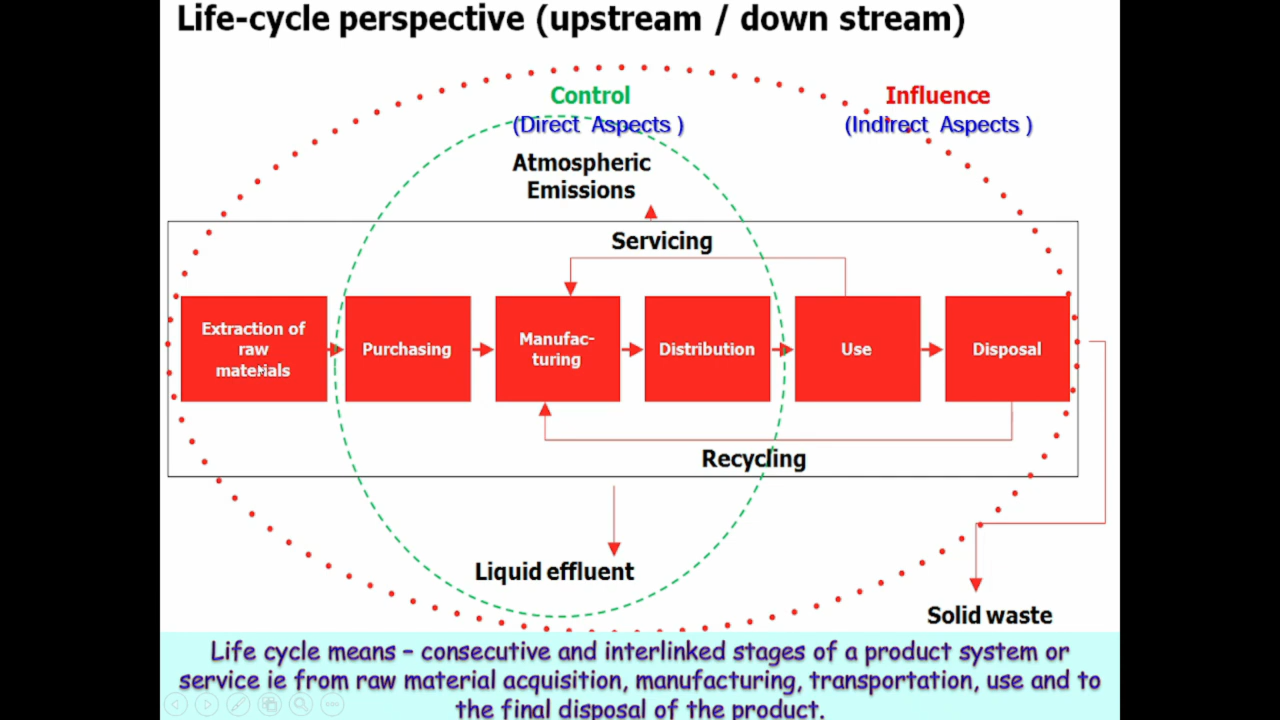 Life-cycle perspective (upstream / down stream)
Control
(Direct Aspects )
Influence
(Indirect Aspects )
Atmospheric
Emissions
Servicing
Extraction of
raw
materials
Purchasing
Manufac-
turing
Distribution
Use
Disposal
Recycling
Liquid effluent
Solid waste
Life cycle means – consecutive and interlinked stages of a product system or
service ie from raw material acquisition, manufacturing, transportation, use and to
the final disposal of the product.